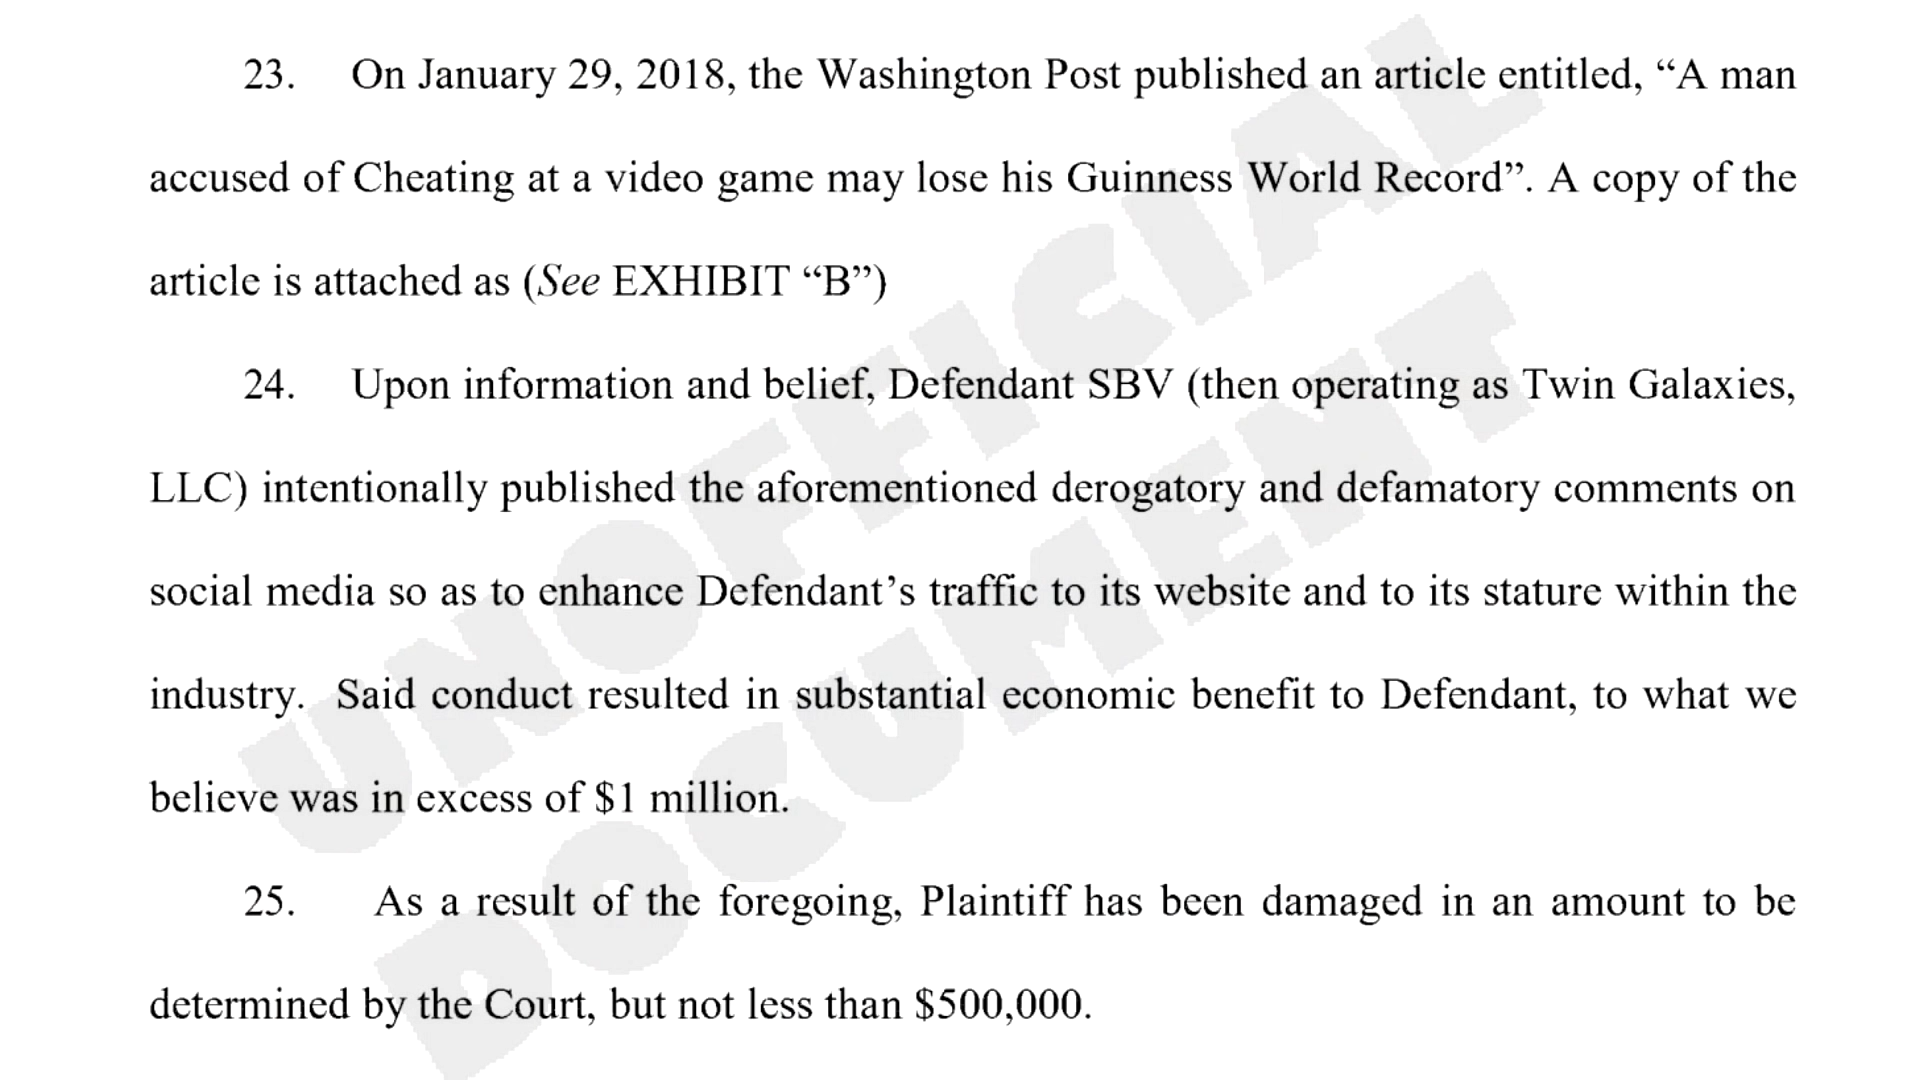 23. On January 29, 2018, the Washington Post published an article entitled, “A man
accused of Cheating at a video game may lose his Guinness World Record”. A copy of the
article is attached as (See EXHIBIT “B”)
24. Upon information and belief, Defendant SBV (then operating as Twin Galaxies,
LLC) intentionally published the aforementioned derogatory and defamatory comments on
social media so as to enhance Defendant’s traffic to its website and to its stature within the
industry. Said conduct resulted in substantial economic benefit to Defendant, to what we
believe was in excess of $1 million.
25. As a result of the foregoing, Plaintiff has been damaged in an amount to be
determined by the Court, but not less than $500,000.
UNOFFICIAL
DOCUMENT